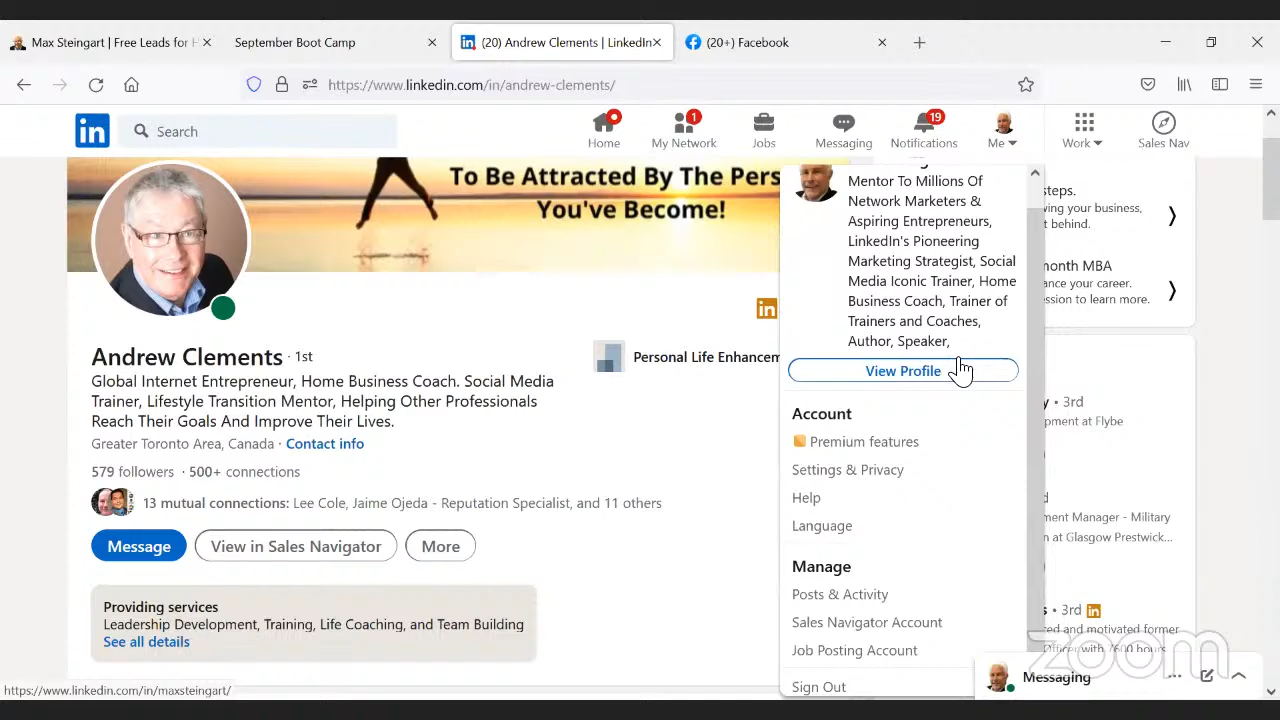 Max Steingart | Free Leads for H
September Boot Camp
(20) Andrew Clements | LinkedIn
(20+) Facebook
https://www.linkedin.com/in/andrew-clements/
in
Search
Home
1
My Network
Jobs
Messaging
19
Notifications
Me
Work
Sales Nav
To Be Attracted By The Pers
You've Become!
Andrew Clements · 1st
Global Internet Entrepreneur, Home Business Coach. Social Media
Trainer, Lifestyle Transition Mentor, Helping Other Professionals
Reach Their Goals And Improve Their Lives.
Greater Toronto Area, Canada · Contact info
579 followers · 500+ connections
13 mutual connections: Lee Cole, Jaime Ojeda - Reputation Specialist, and 11 others
Message
View in Sales Navigator
More
Providing services
Leadership Development, Training, Life Coaching, and Team Building
See all details
in
Personal Life Enhancem
Mentor To Millions Of
Network Marketers &
Aspiring Entrepreneurs,
LinkedIn's Pioneering
Marketing Strategist, Social
Media Iconic Trainer, Home
Business Coach, Trainer of
Trainers and Coaches,
Author, Speaker,
View Profile
Account
Premium features
Settings & Privacy
Help
Language
Manage
Posts & Activity
Sales Navigator Account
Job Posting Account
Sign Out
steps.
wing your business,
t behind.
month MBA
ance your career.
ession to learn more.
y • 3rd
pment at Flybe
ment Manager - Military
n at Glasgow Prestwick...
s • 3rd in
ted and motivated former
Officer with 7600 hours
zoom
Messaging
https://www.linkedin.com/in/maxsteingart/